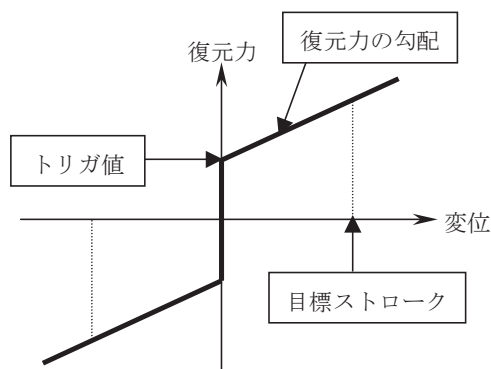 復元力
復元力の勾配
トリガ値
変位
目標ストローク